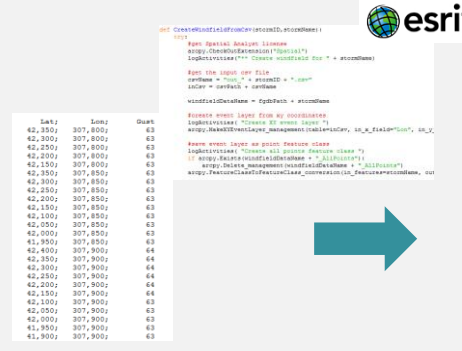 esri
def CreateWindfieldFromCsv(stormID,stormName):
try:
#get Spatial Analyst license
arcpy.CheckOutExtension("Spatial")
logActivities("** Create windfield for " + stormName)
#get the input csv file
csvName = "out_" + stormID + ".csv"
inCsv = csvPath + csvName
windfieldDataName = fgdbPath + stormName
#create event layer from xy coordinates
logActivities( "Create XY event layer ")
arcpy.MakeXYEventLayer_management(table=inCsv, in_x_field="Lon", in_y_
#save event layer as point feature class
logActivities( "Create all points feature class ")
if arcpy.Exists(windfieldDataName + "_AllPoints"):
arcpy.Delete_management(windfieldDataName + "_AllPoints")
arcpy.FeatureClassToFeatureClass_conversion(in_features=stormName, out
Lat; Lon; Gust
42,350; 307,800; 63
42,300; 307,800; 63
42,250; 307,800; 63
42,200; 307,800; 63
42,150; 307,800; 63
42,350; 307,850; 63
42,300; 307,850; 63
42,250; 307,850; 63
42,200; 307,850; 63
42,150; 307,850; 63
42,100; 307,850; 63
42,050; 307,850; 63
42,000; 307,850; 63
41,950; 307,850; 63
42,400; 307,900; 64
42,350; 307,900; 64
42,300; 307,900; 64
42,250; 307,900; 64
42,200; 307,900; 64
42,150; 307,900; 64
42,100; 307,900; 63
42,050; 307,900; 63
42,000; 307,900; 63
41,950; 307,900; 63
41,900; 307,900; 63